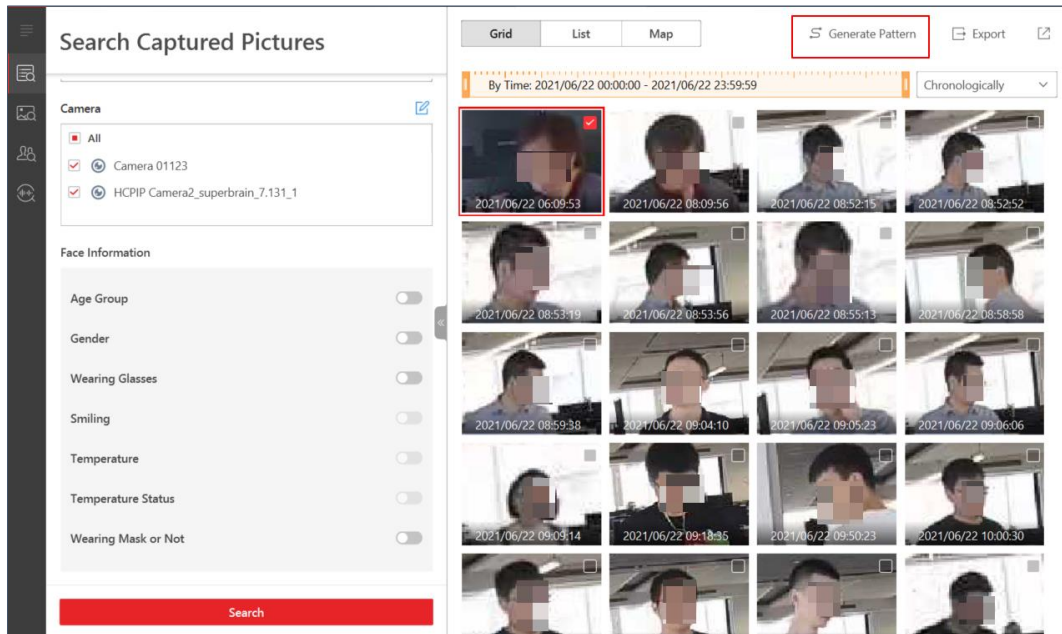 Search Captured Pictures
Camera
All
Camera 01123
HCPIP Camera2_superbrain_7.131_1
Face Information
Age Group
Gender
Wearing Glasses
Smiling
Temperature
Temperature Status
Wearing Mask or Not
Search
Grid List Map
Generate Pattern
Export
By Time: 2021/06/22 00:00:00 - 2021/06/22 23:59:59
Chronologically
2021/06/22 06:09:53
2021/06/22 08:09:56
2021/06/22 08:52:15
2021/06/22 08:52:52
2021/06/22 08:53:19
2021/06/22 08:53:56
2021/06/22 08:55:13
2021/06/22 08:58:58
2021/06/22 08:59:38
2021/06/22 09:04:10
2021/06/22 09:05:23
2021/06/22 09:06:06
2021/06/22 09:09:14
2021/06/22 09:18:35
2021/06/22 09:50:23
2021/06/22 10:00:30